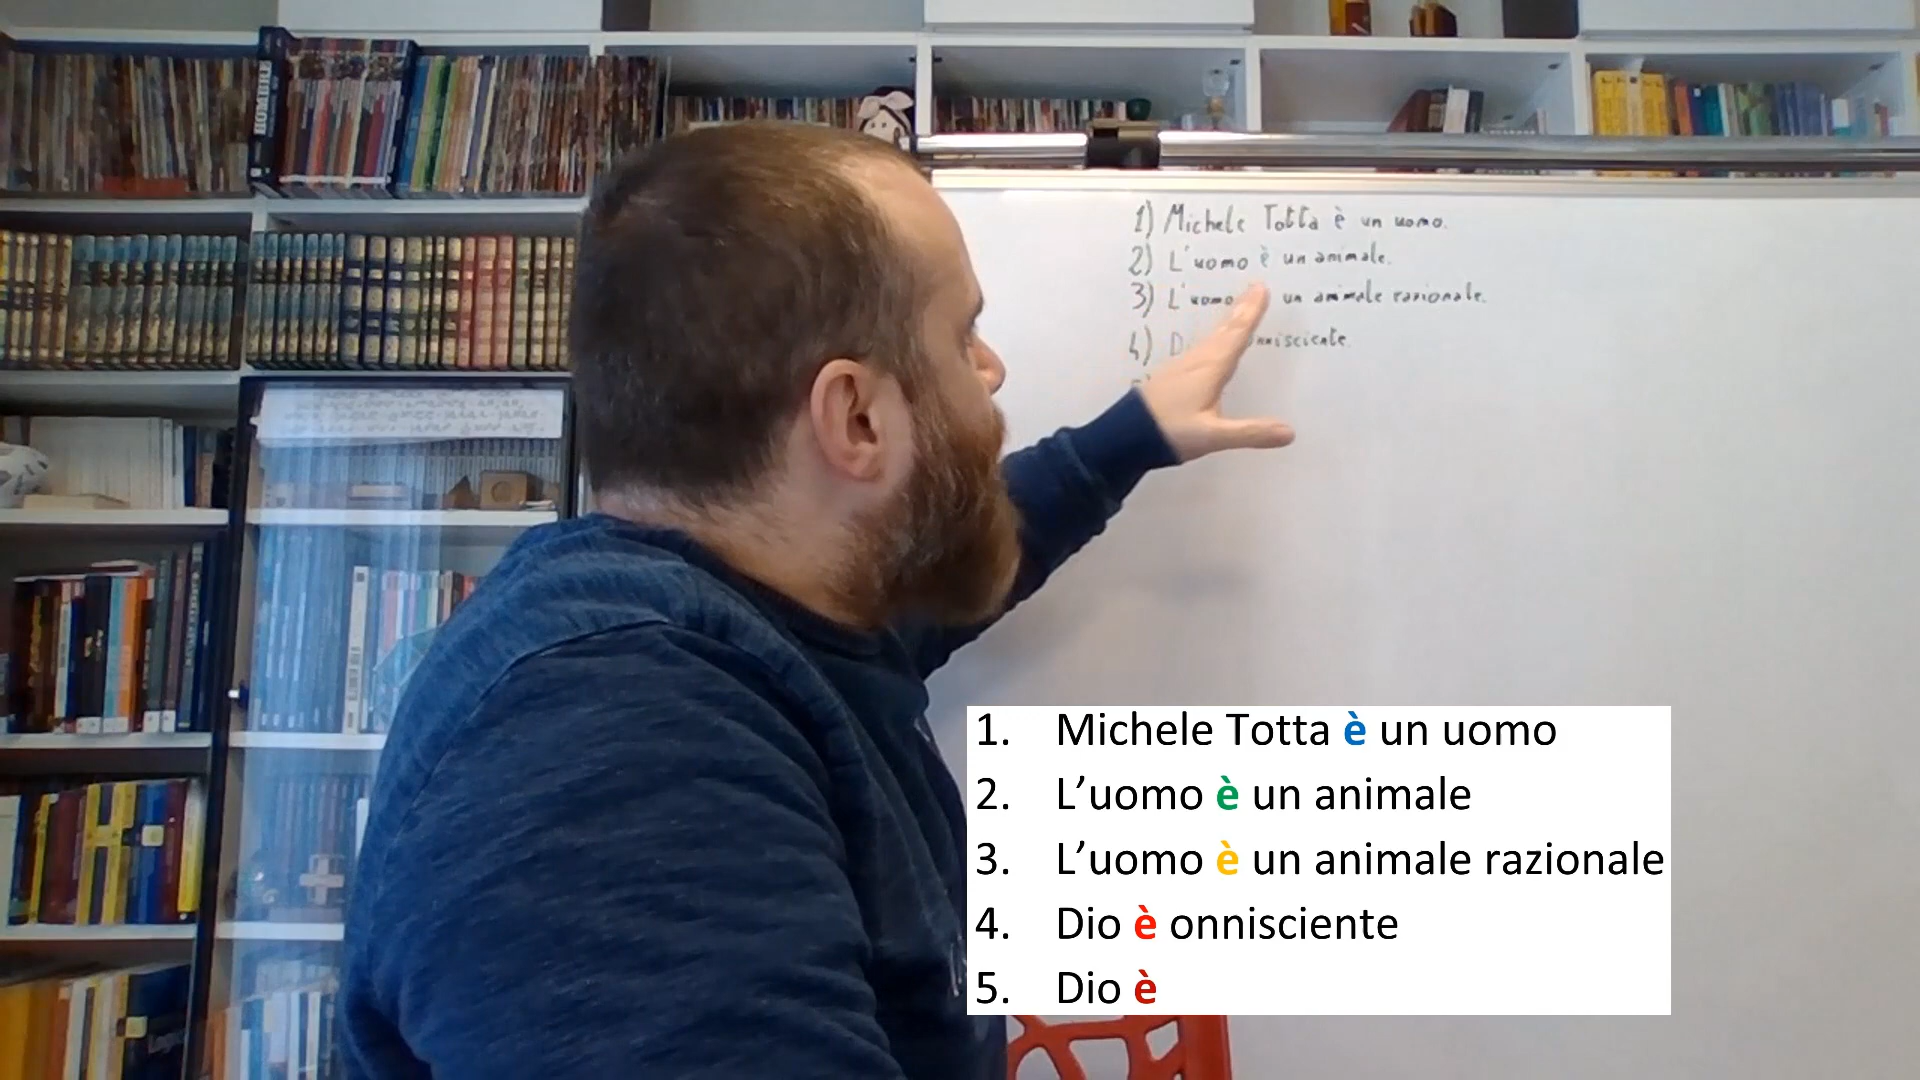 1) Michele Totta è un uomo.
2) L'uomo è un animale.
3) L'uomo un animale razionale.
4) D onnisciente.
1. Michele Totta è un uomo
2. L’uomo è un animale
3. L’uomo è un animale razionale
4. Dio è onnisciente
5. Dio è